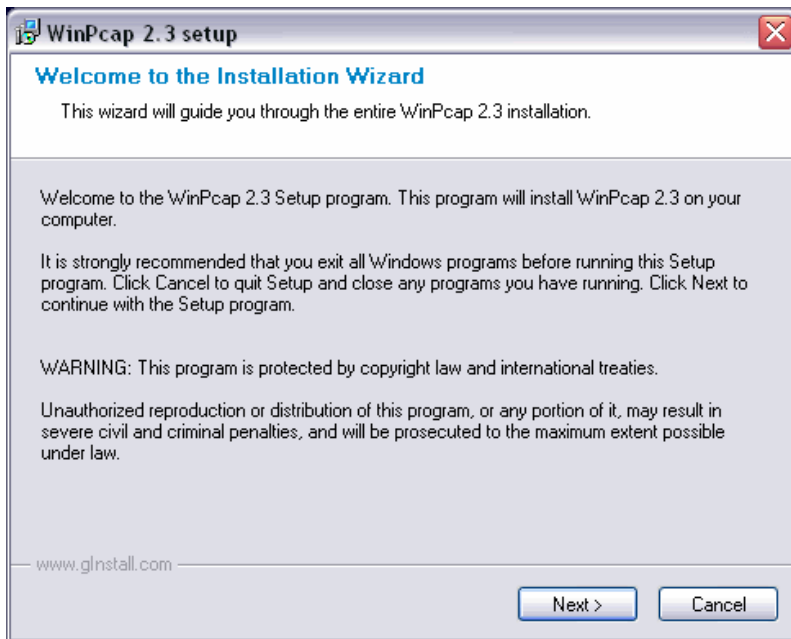 WinPcap 2.3 setup
Welcome to the Installation Wizard
This wizard will guide you through the entire WinPcap 2.3 installation.
Welcome to the WinPcap 2.3 Setup program. This program will install WinPcap 2.3 on your
computer.
It is strongly recommended that you exit all Windows programs before running this Setup
program. Click Cancel to quit Setup and close any programs you have running. Click Next to
continue with the Setup program.
WARNING: This program is protected by copyright law and international treaties.
Unauthorized reproduction or distribution of this program, or any portion of it, may result in
severe civil and criminal penalties, and will be prosecuted to the maximum extent possible
under law.
www.gInstall.com
Next >
Cancel